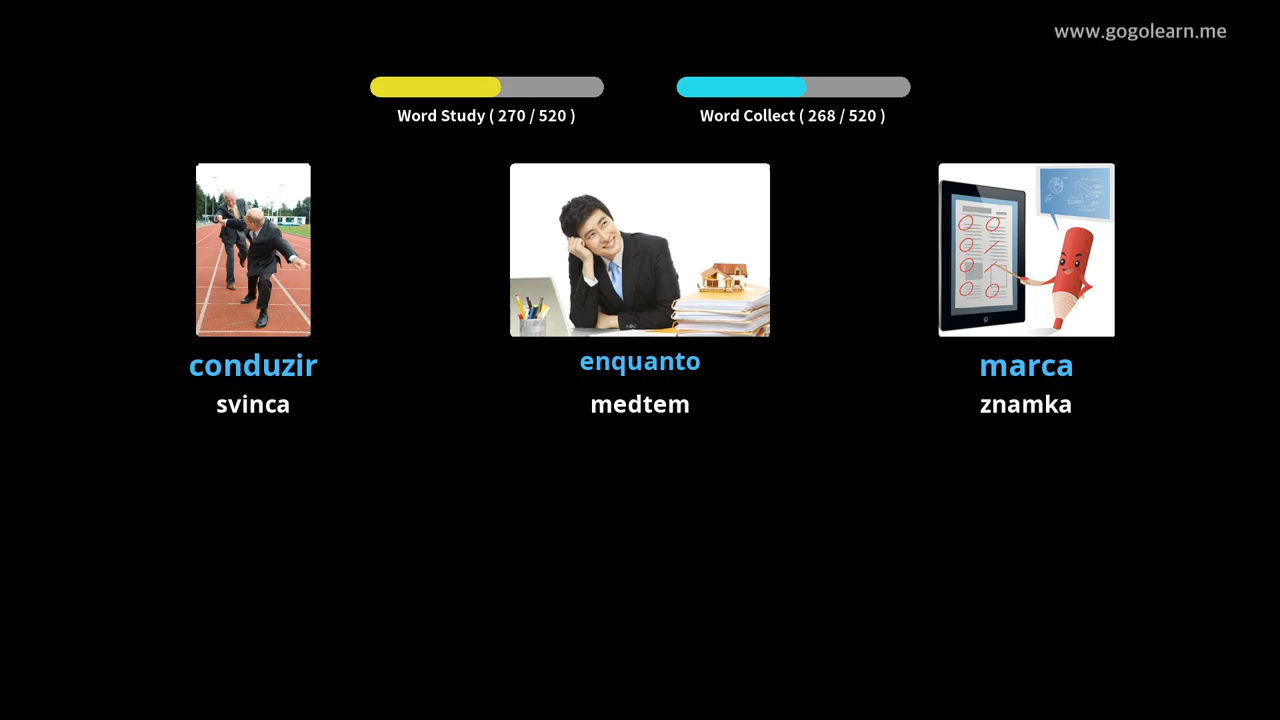 www.gogolearn.me
Word Study ( 270 / 520 )
Word Collect ( 268 / 520 )
conduzir
svinca
enquanto
medtem
marca
znamka